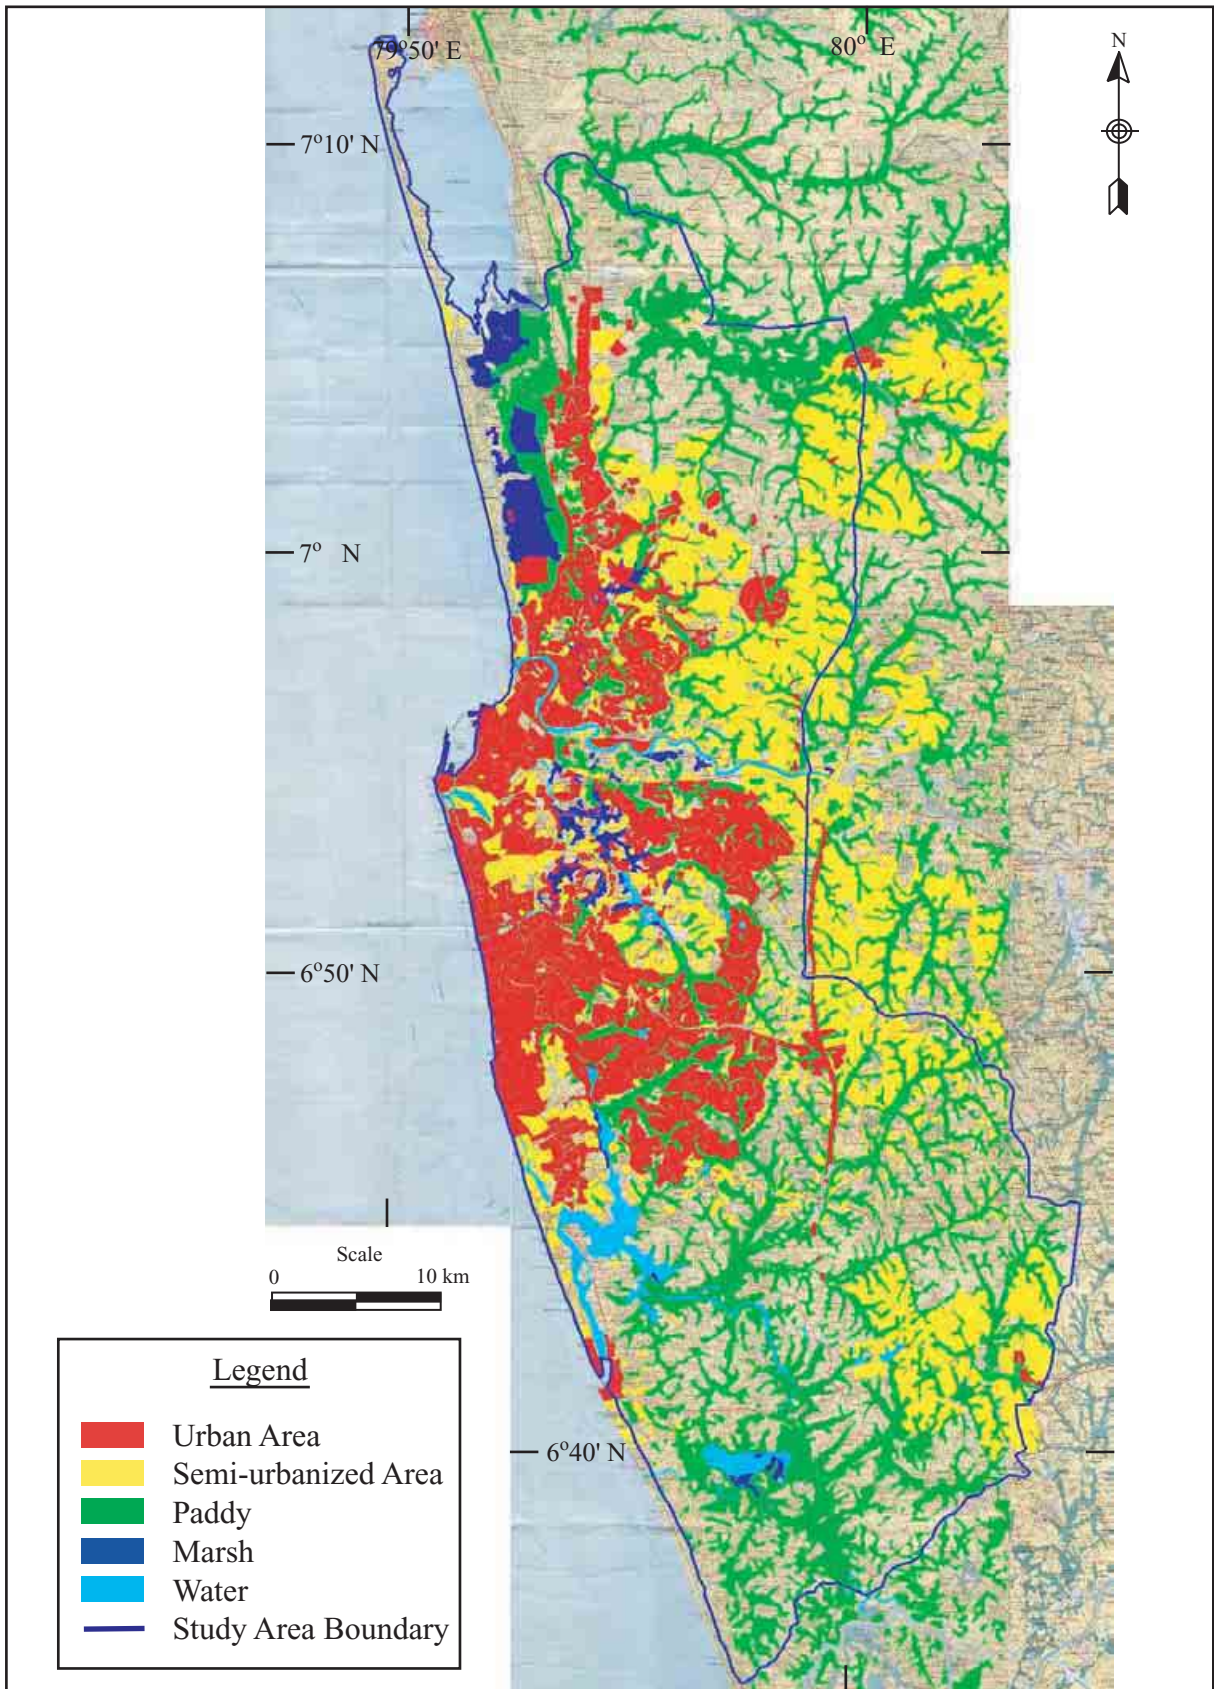 79°50' E
80° E
N
7°10' N
7° N
6°50' N
Scale
0 10 km
6°40' N
Legend
Urban Area
Semi-urbanized Area
Paddy
Marsh
Water
Study Area Boundary